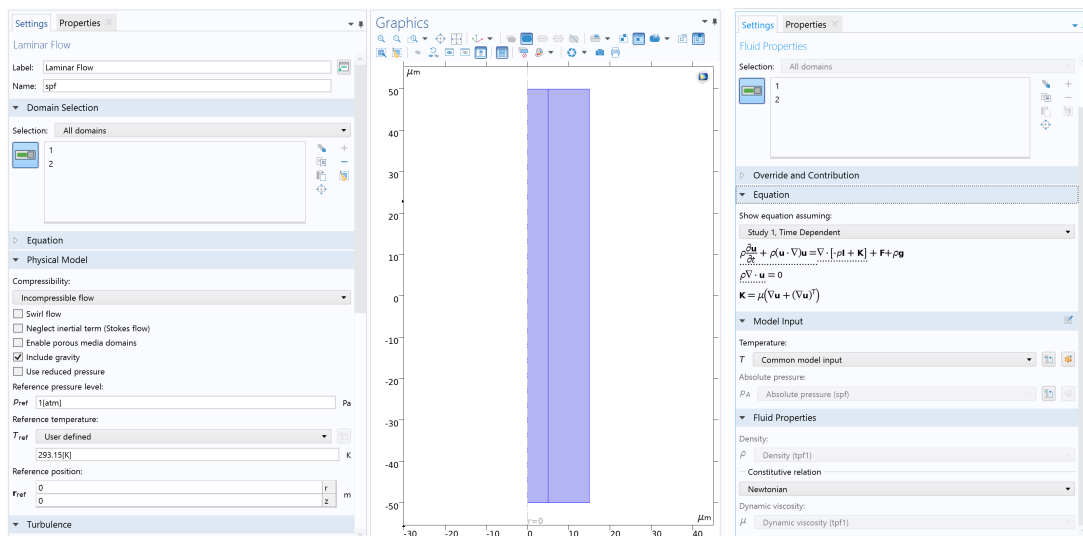 Settings Properties
Laminar Flow
Label: Laminar Flow
Name: spf
Domain Selection
Selection: All domains
1
2
Equation
Physical Model
Compressibility:
Incompressible flow
Swirl flow
Neglect inertial term (Stokes flow)
Enable porous media domains
Include gravity
Use reduced pressure
Reference pressure level:
pref 1[atm] Pa
Reference temperature:
Tref User defined
293.15[K] K
Reference position:
rref 0 r m
0 z
Turbulence
Graphics
μm
50
40
30
20
10
0
-10
-20
-30
-40
-50
r=0 μm
-30 -20 -10 0 10 20 30 40
Settings Properties
Fluid Properties
Selection: All domains
1
2
Override and Contribution
Equation
Show equation assuming:
Study 1, Time Dependent
ρ∂u/∂t + ρ(u · ∇)u =∇ · [-pI + K] + F+ρg
ρ∇ · u = 0
K = μ(∇u + (∇u)ᵀ)
Model Input
Temperature:
T Common model input
Absolute pressure:
pA Absolute pressure (spf)
Fluid Properties
Density:
ρ Density (tpf1)
Constitutive relation
Newtonian
Dynamic viscosity:
μ Dynamic viscosity (tpf1)